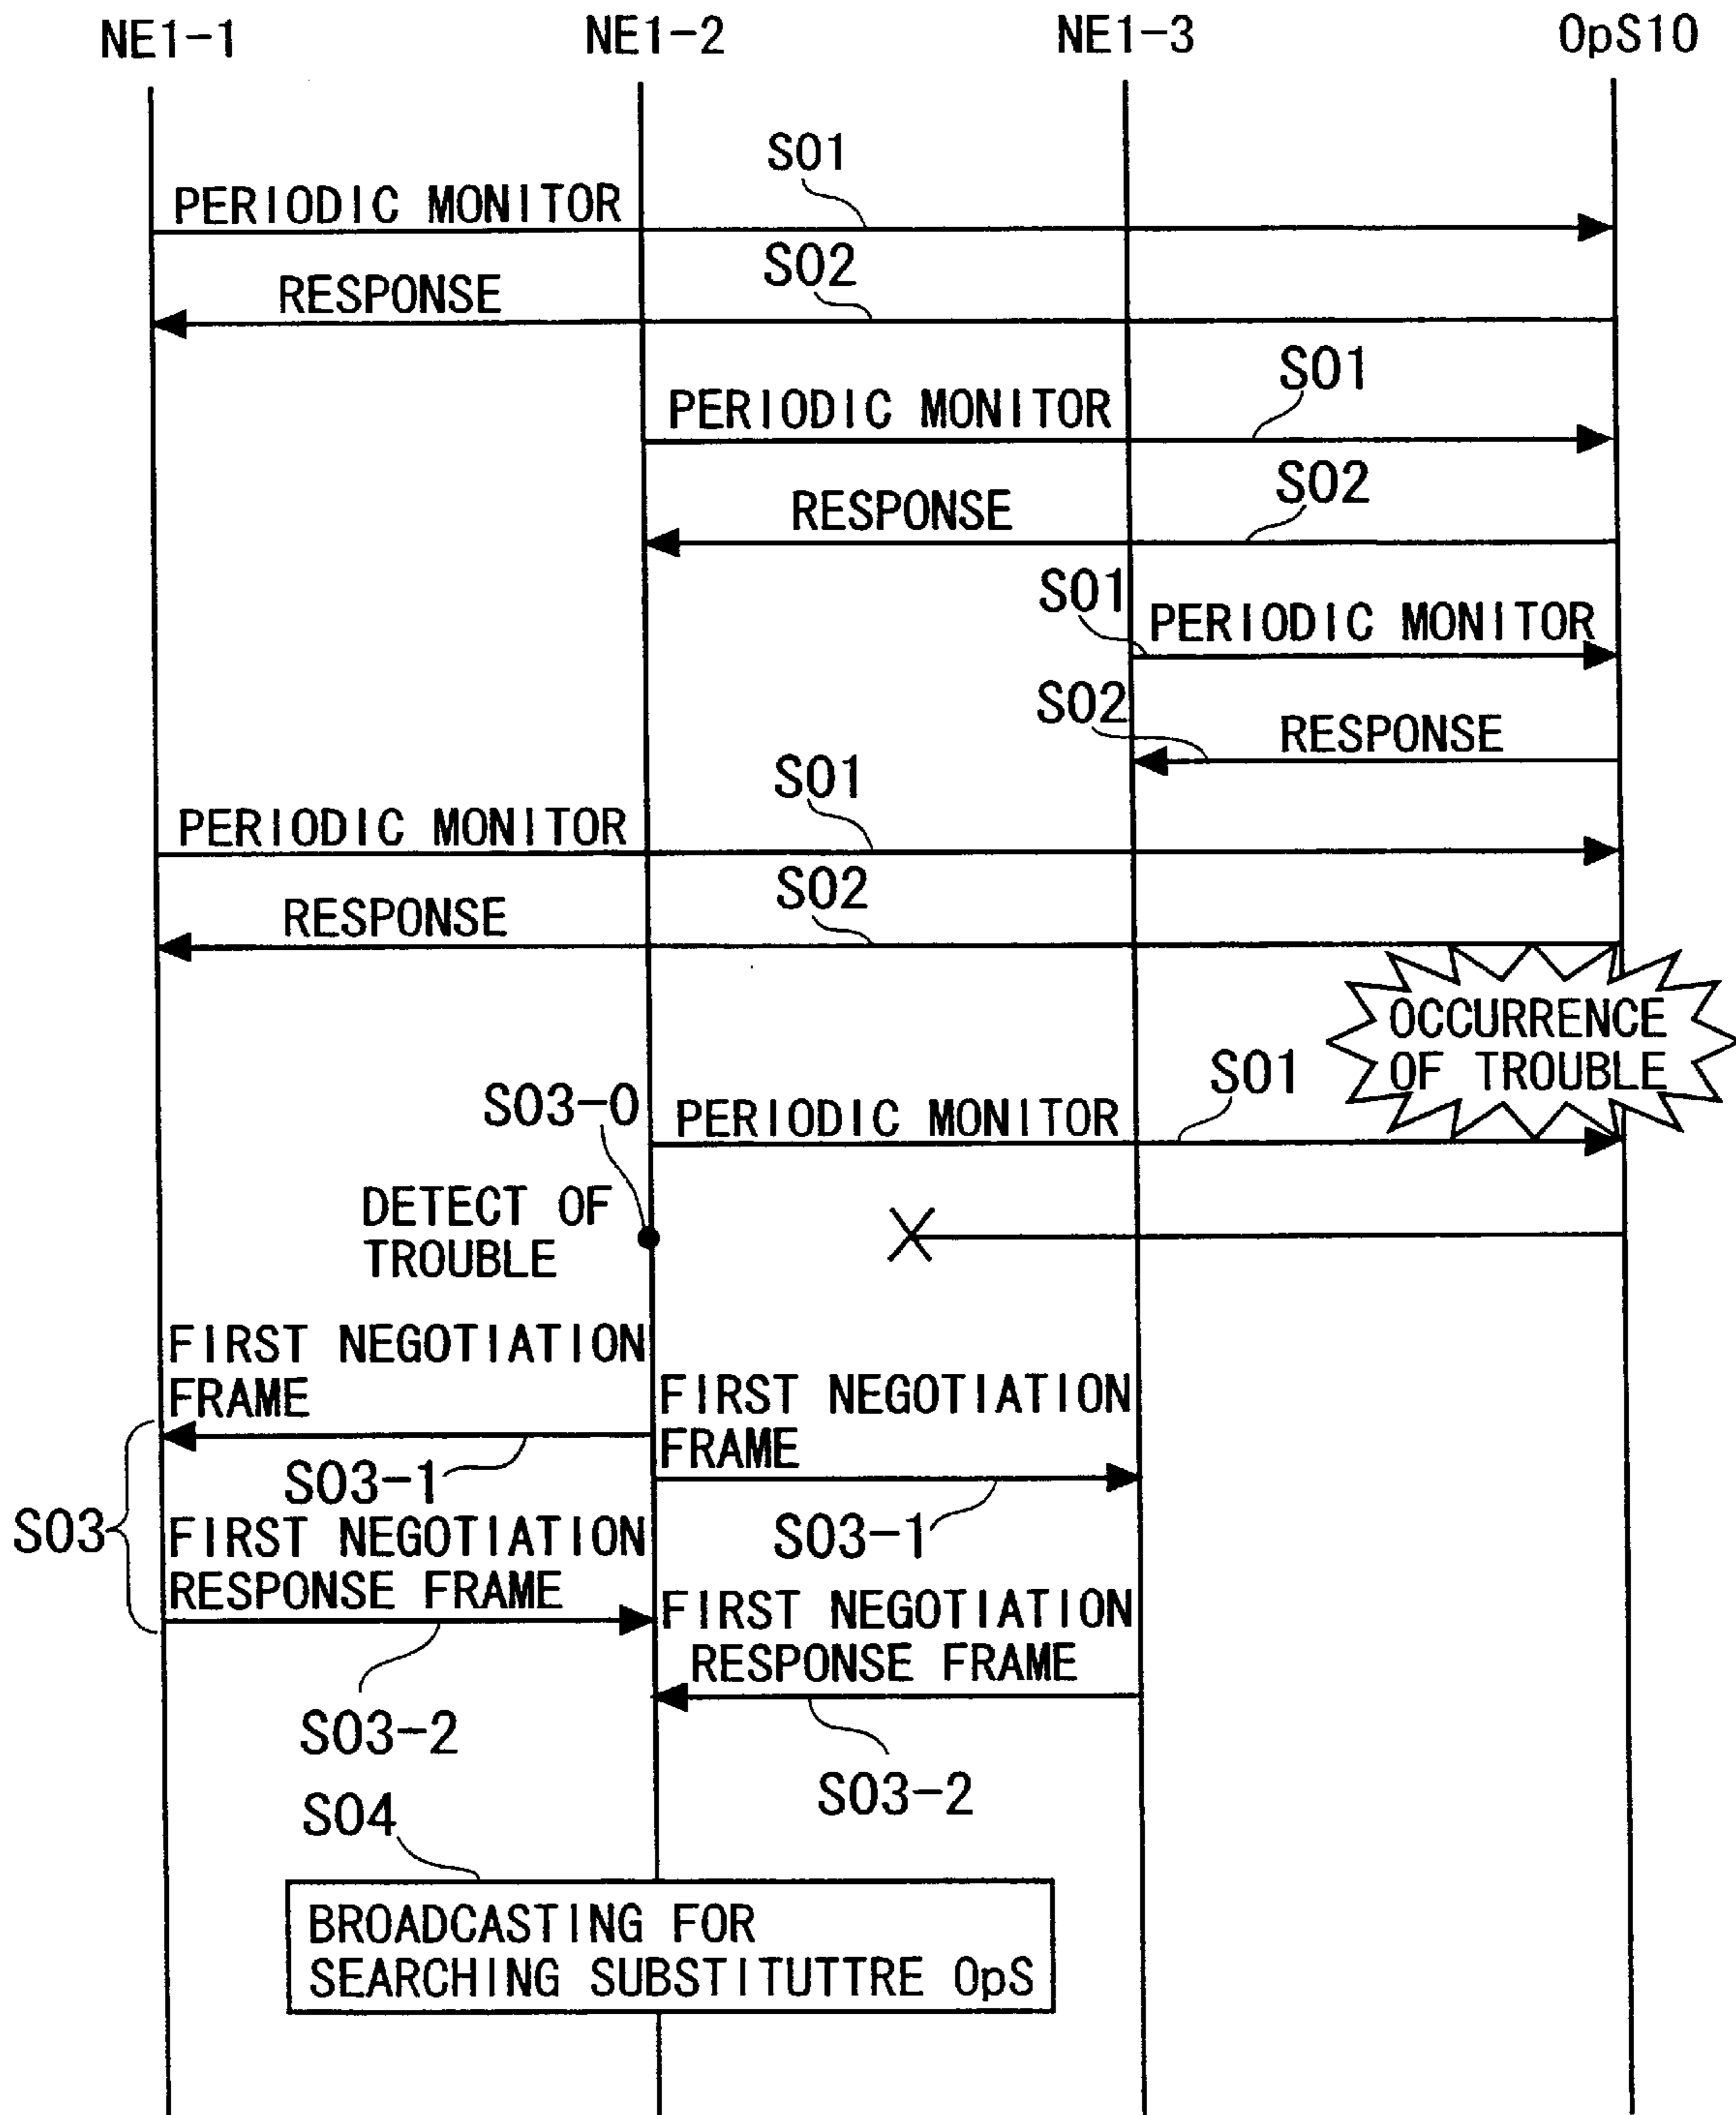 NE1-1
NE1-2
NE1-3
OpS10
S01
PERIODIC MONITOR
S02
RESPONSE
S01
PERIODIC MONITOR
S02
RESPONSE
S01
PERIODIC MONITOR
S02
RESPONSE
S01
PERIODIC MONITOR
S02
RESPONSE
OCCURRENCE
OF TROUBLE
S01
S03-0
PERIODIC MONITOR
DETECT OF
TROUBLE
FIRST NEGOTIATION
FRAME
FIRST NEGOTIATION
FRAME
S03-1
S03
S03-1
FIRST NEGOTIATION
RESPONSE FRAME
FIRST NEGOTIATION
RESPONSE FRAME
S03-2
S03-2
S04
BROADCASTING FOR
SEARCHING SUBSTITUTTRE OpS